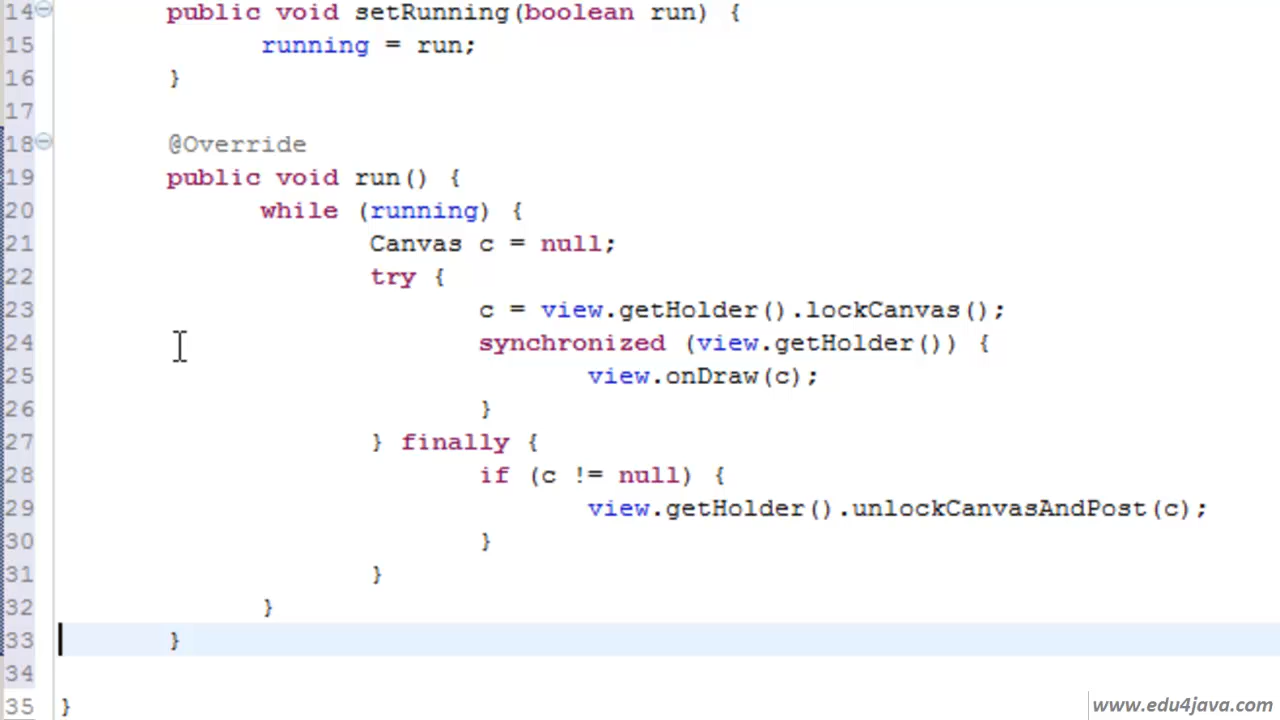 14 public void setRunning(boolean run) {
15 running = run;
16 }
17
18 @Override
19 public void run() {
20 while (running) {
21 Canvas c = null;
22 try {
23 c = view.getHolder().lockCanvas();
24 synchronized (view.getHolder()) {
25 view.onDraw(c);
26 }
27 } finally {
28 if (c != null) {
29 view.getHolder().unlockCanvasAndPost(c);
30 }
31 }
32 }
33 }
34
35 }
www.edu4java.com